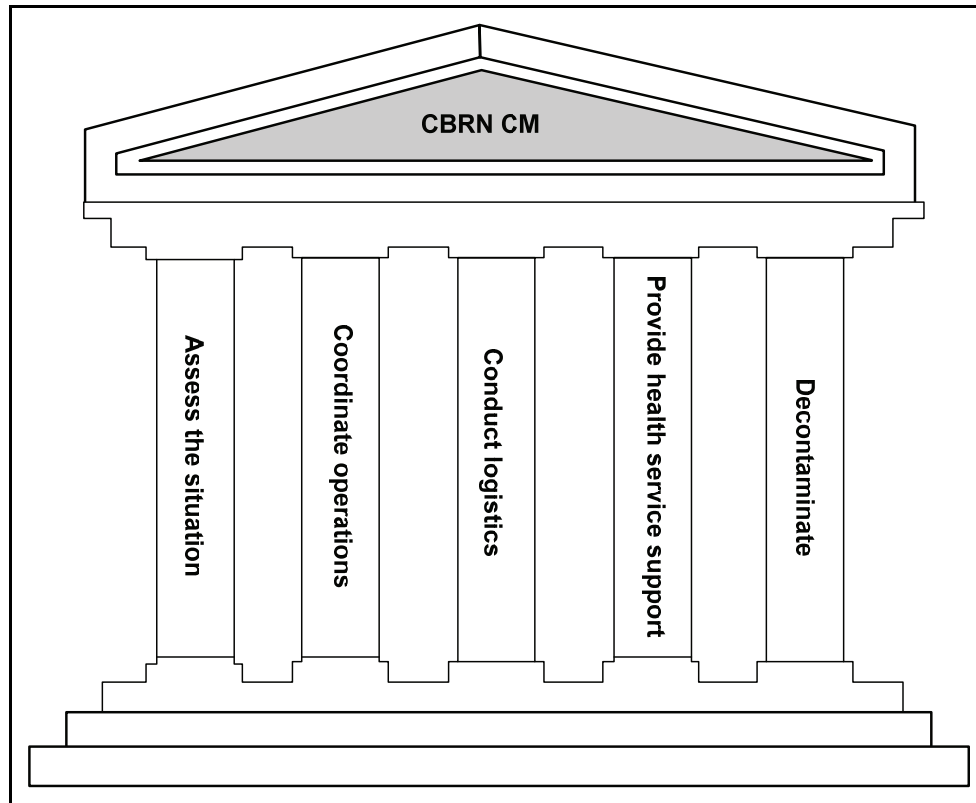 CBRN CM
Assess the situation
Coordinate operations
Conduct logistics
Provide health service support
Decontaminate